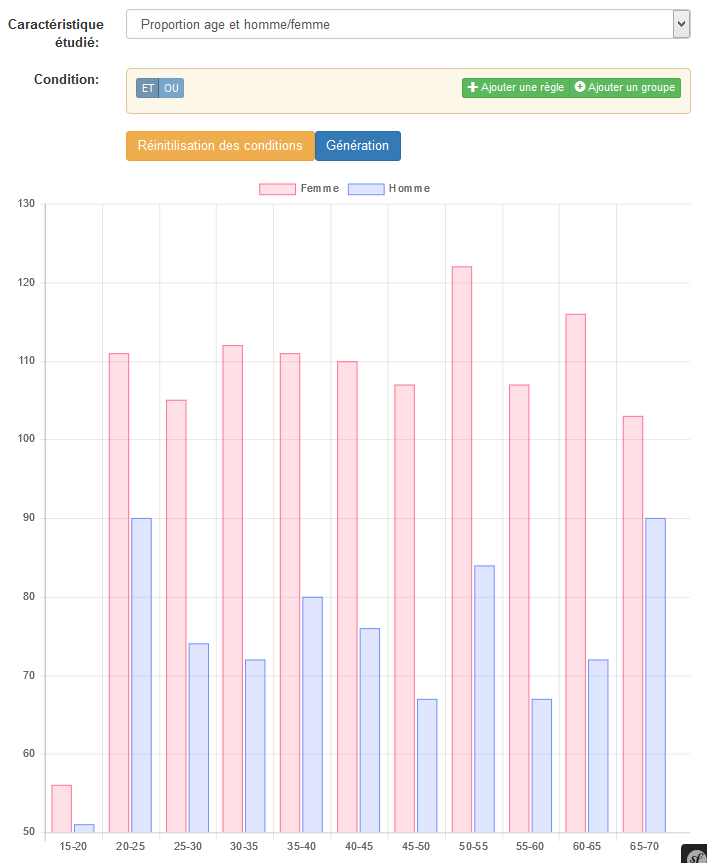 Caractéristique
étudié:
Proportion age et homme/femme
Condition:
ET OU
Ajouter une règle Ajouter un groupe
Réinitilisation des conditions Génération
Femme Homme
130
120
110
100
90
80
70
60
50
15-20 20-25 25-30 30-35 35-40 40-45 45-50 50-55 55-60 60-65 65-70
sf